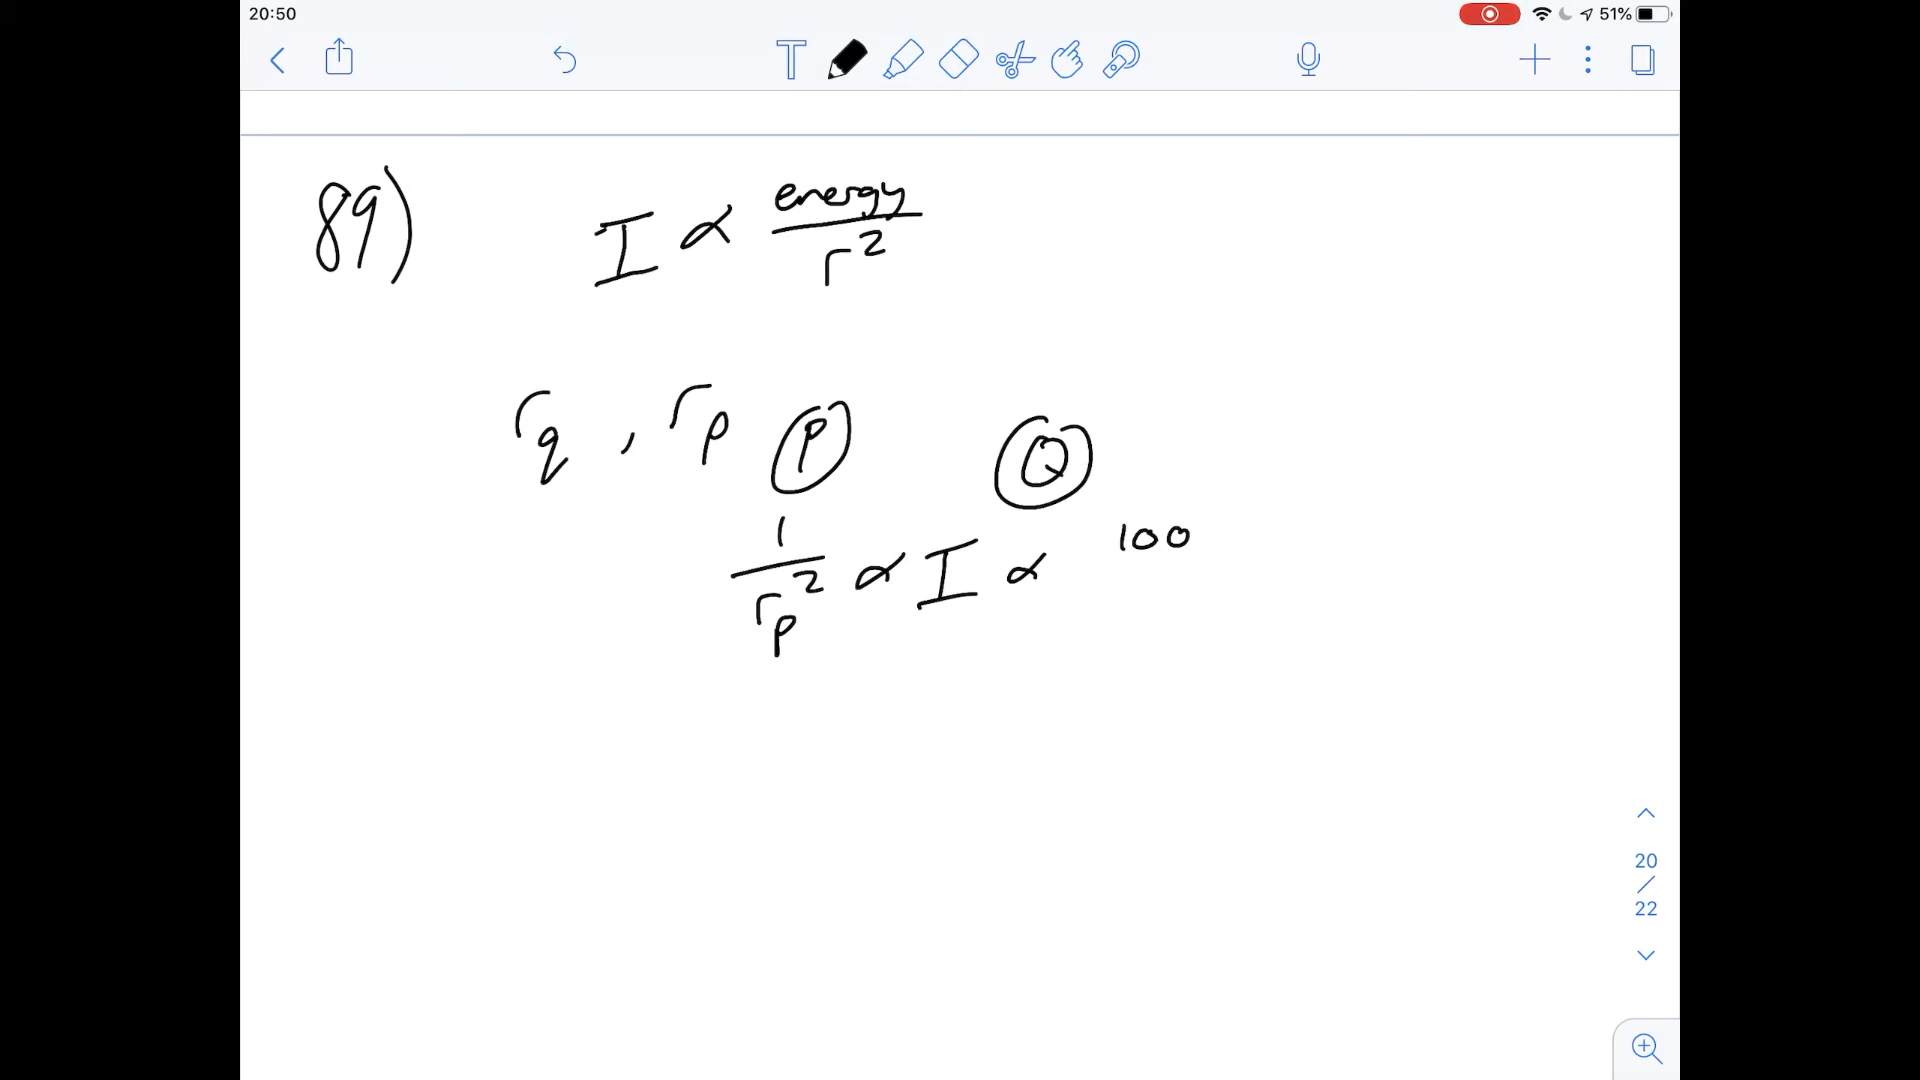 20:50
51%
T
89)
I ∝ energy / r²
r_q , r_p P Q
1 / r_p² ∝ I ∝ 100
20
/
22